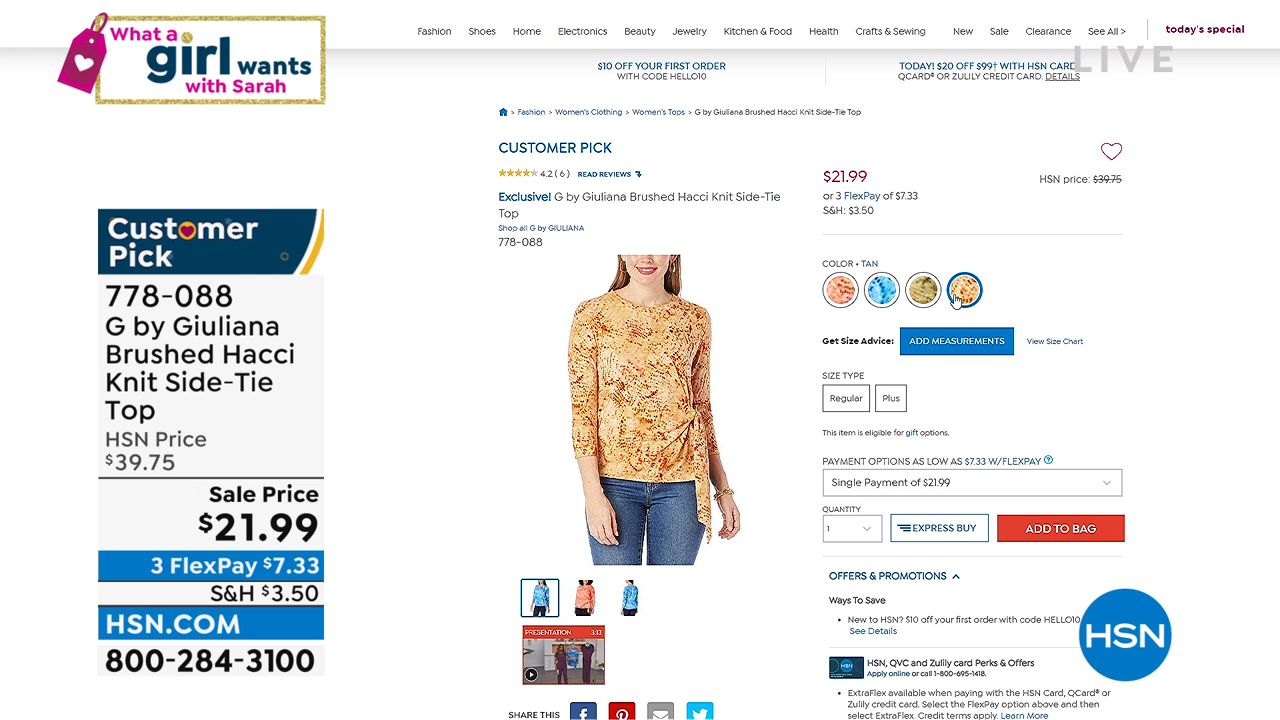 What a
girl wants
with Sarah
Fashion Shoes Home Electronics Beauty Jewelry Kitchen & Food Health Crafts & Sewing New Sale Clearance See All > today's special
LIVE
$10 OFF YOUR FIRST ORDER
WITH CODE HELLO10
TODAY! $20 OFF $99† WITH HSN CARD,
QCARD® OR ZULILY CREDIT CARD. DETAILS
> Fashion > Women's Clothing > Women's Tops > G by Giuliana Brushed Hacci Knit Side-Tie Top
CUSTOMER PICK
4.2 ( 6 ) READ REVIEWS
Exclusive! G by Giuliana Brushed Hacci Knit Side-Tie
Top
Shop all G by GIULIANA
778-088
$21.99
HSN price: $39.75
or 3 FlexPay of $7.33
S&H: $3.50
COLOR • TAN
Get Size Advice: ADD MEASUREMENTS View Size Chart
SIZE TYPE
Regular Plus
This item is eligible for gift options.
PAYMENT OPTIONS AS LOW AS $7.33 W/FLEXPAY ?
Single Payment of $21.99
QUANTITY
1 EXPRESS BUY ADD TO BAG
OFFERS & PROMOTIONS
Ways To Save
• New to HSN? $10 off your first order with code HELLO10
See Details
HSN, QVC and Zulily card Perks & Offers
Apply online or call 1-800-695-1418.
• ExtraFlex available when paying with the HSN Card, QCard® or
Zulily credit card. Select the FlexPay option above and then
select ExtraFlex. Credit terms apply. Learn More
PRESENTATION 3:13
SHARE THIS
Customer
Pick
778-088
G by Giuliana
Brushed Hacci
Knit Side-Tie
Top
HSN Price
$39.75
Sale Price
$21.99
3 FlexPay $7.33
S&H $3.50
HSN.COM
800-284-3100
HSN